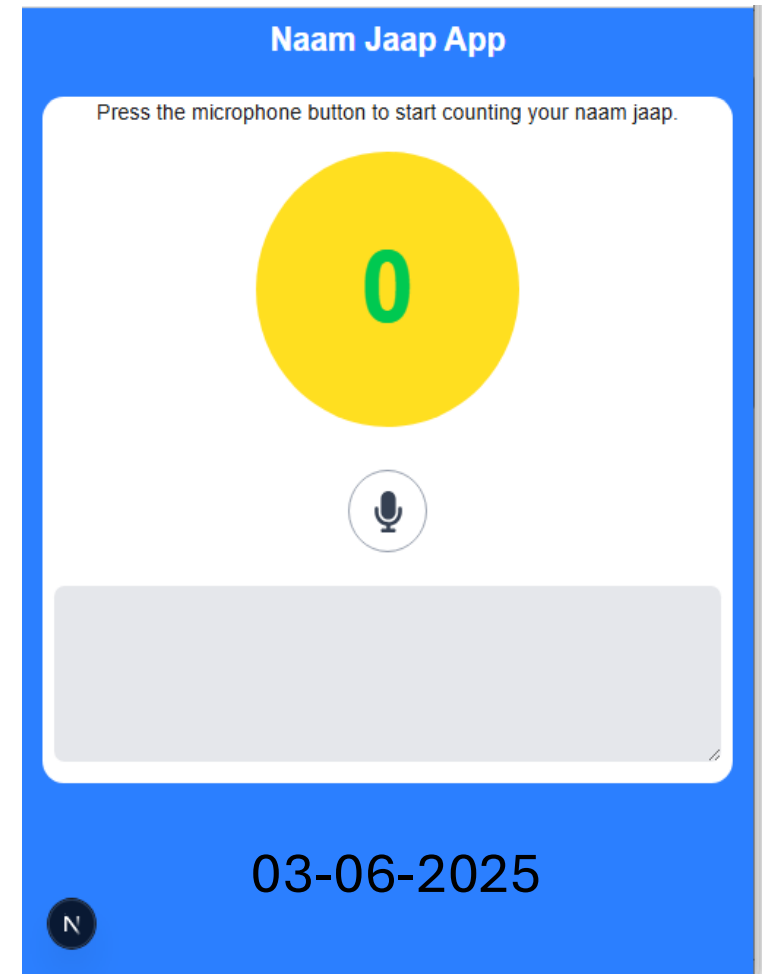 Naam Jaap App
Press the microphone button to start counting your naam jaap.
0
03-06-2025
N